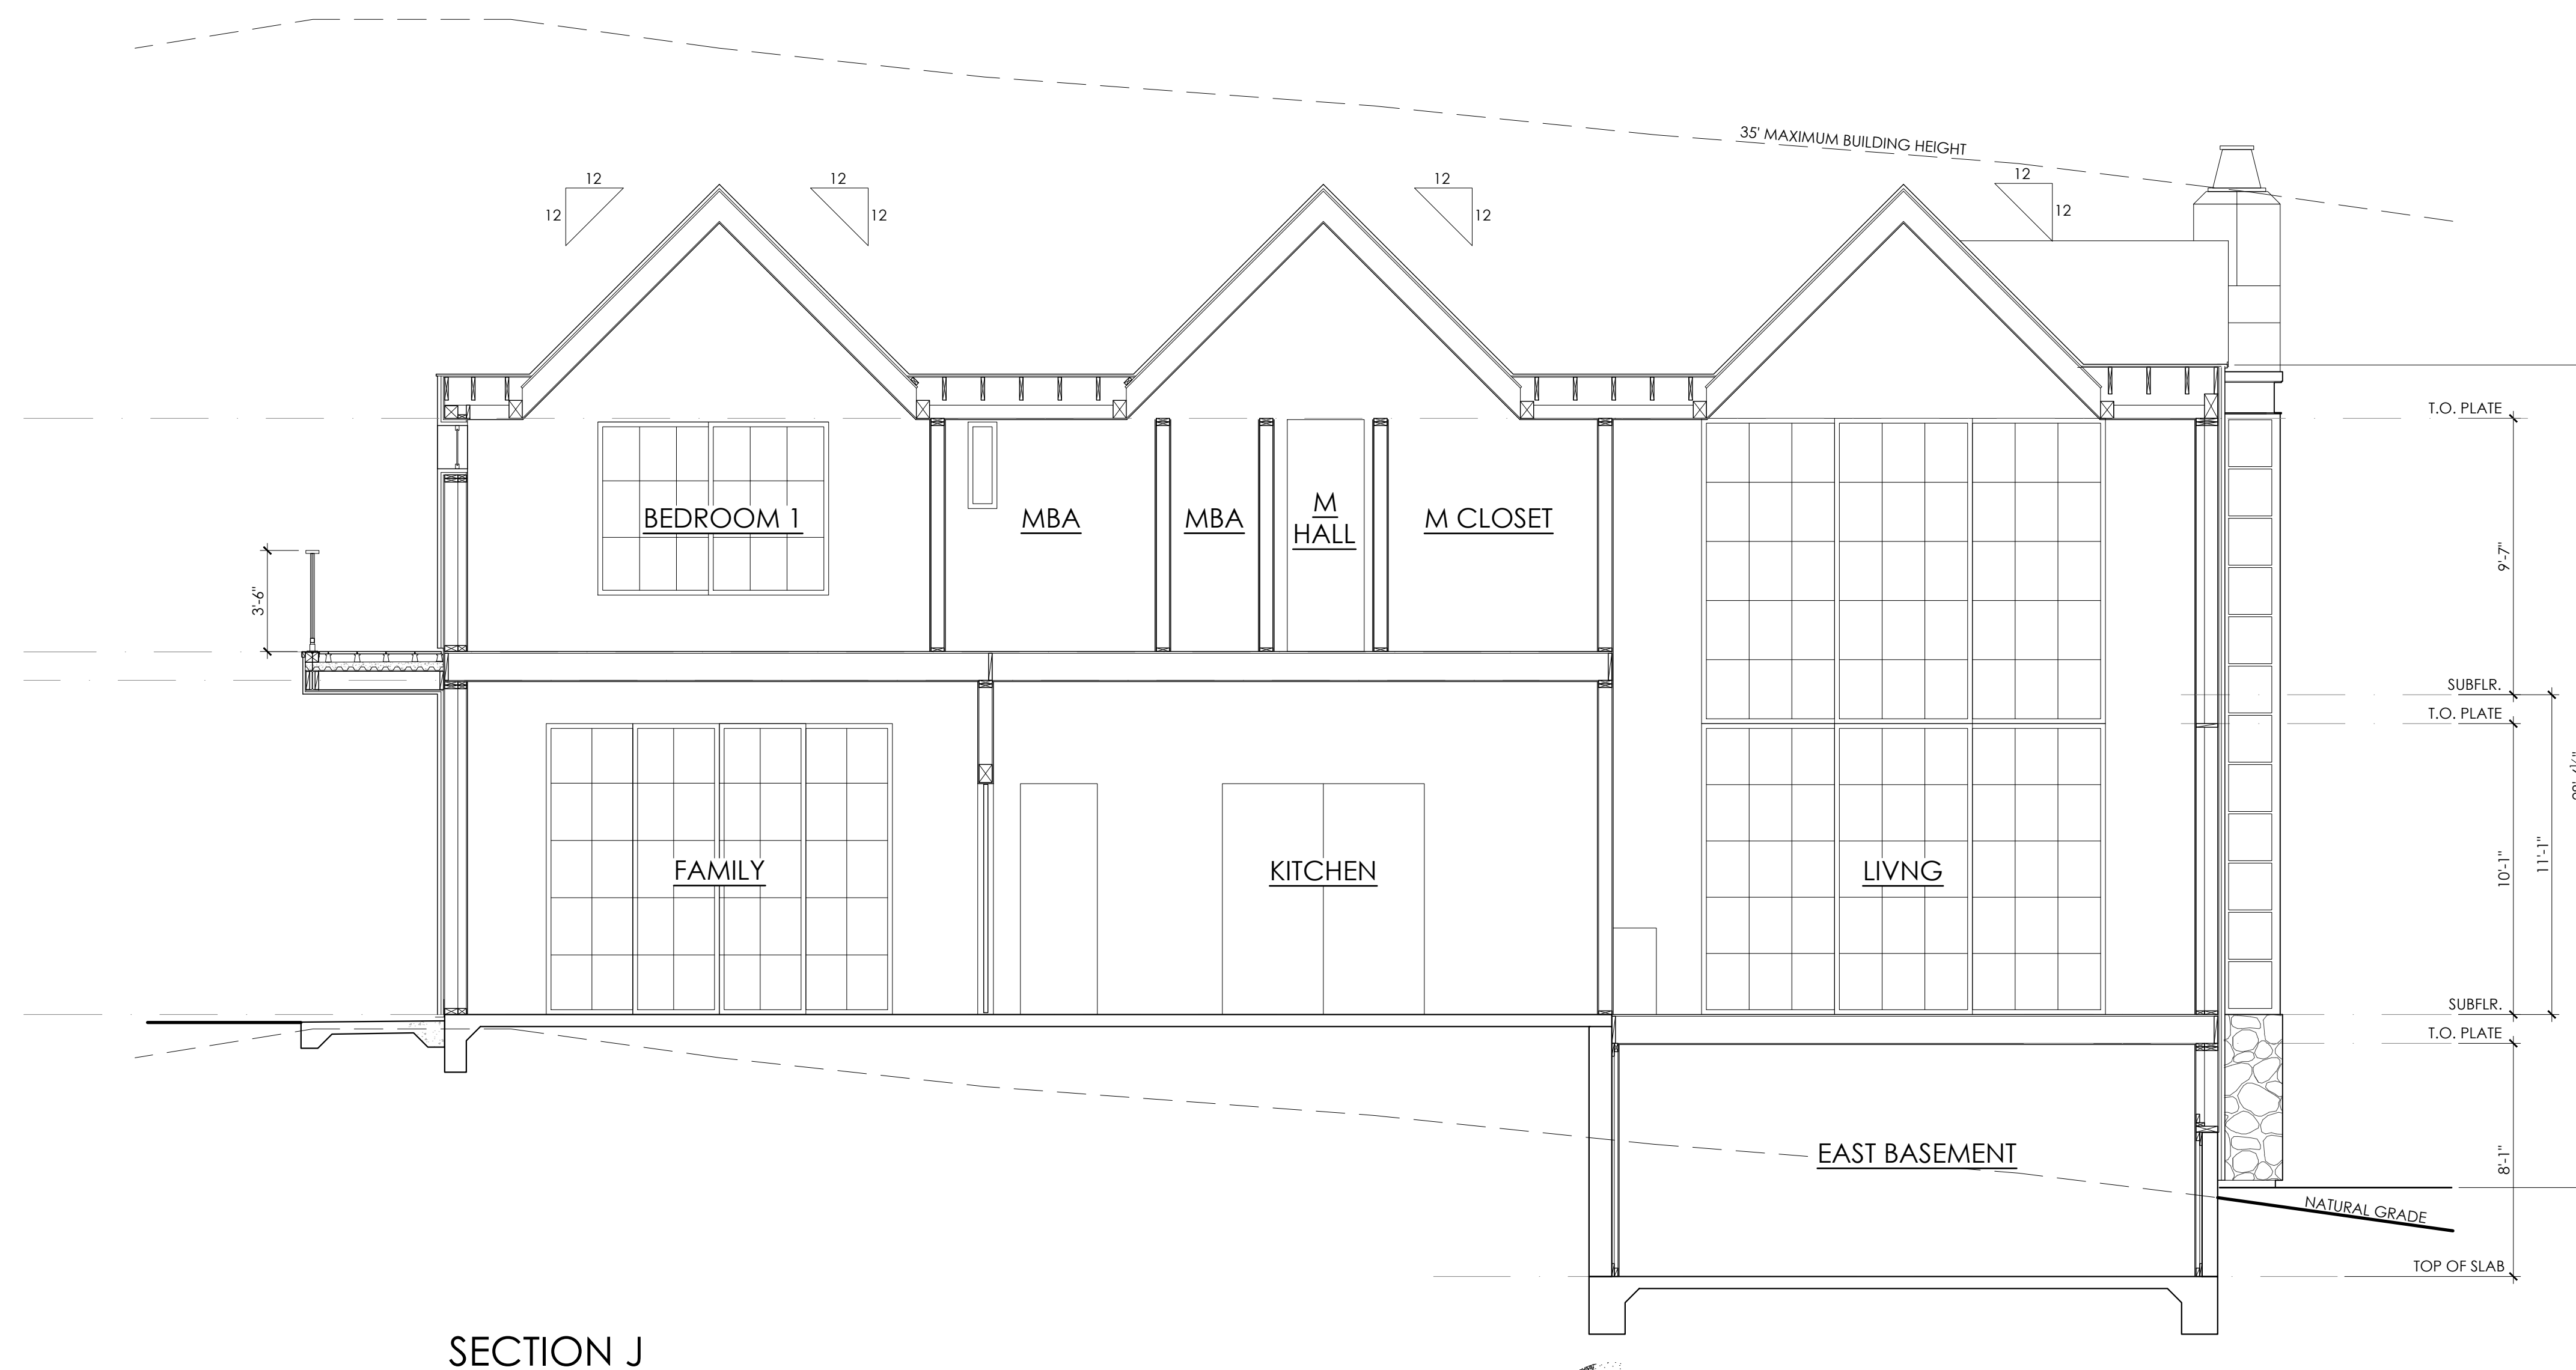 35' MAXIMUM BUILDING HEIGHT
12
12
12
12
12
12
12
12
T.O. PLATE
BEDROOM 1
MBA
MBA
M
HALL
M CLOSET
9'-7"
3'-6"
SUBFLR.
T.O. PLATE
FAMILY
KITCHEN
LIVNG
10'-1"
11'-1"
SUBFLR.
T.O. PLATE
EAST BASEMENT
8'-1"
NATURAL GRADE
TOP OF SLAB
SECTION J